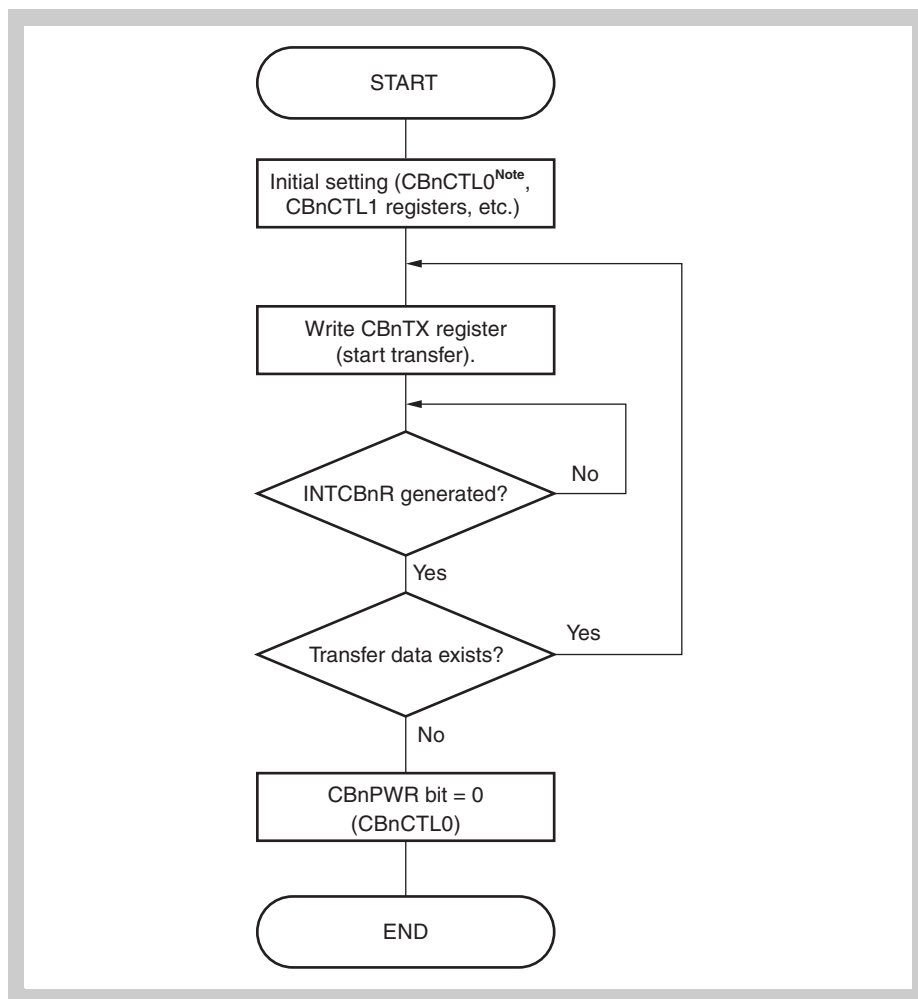 START
Initial setting (CBnCTL0Note,
CBnCTL1 registers, etc.)
Write CBnTX register
(start transfer).
INTCBnR generated?
No
Yes
Transfer data exists?
Yes
No
CBnPWR bit = 0
(CBnCTL0)
END